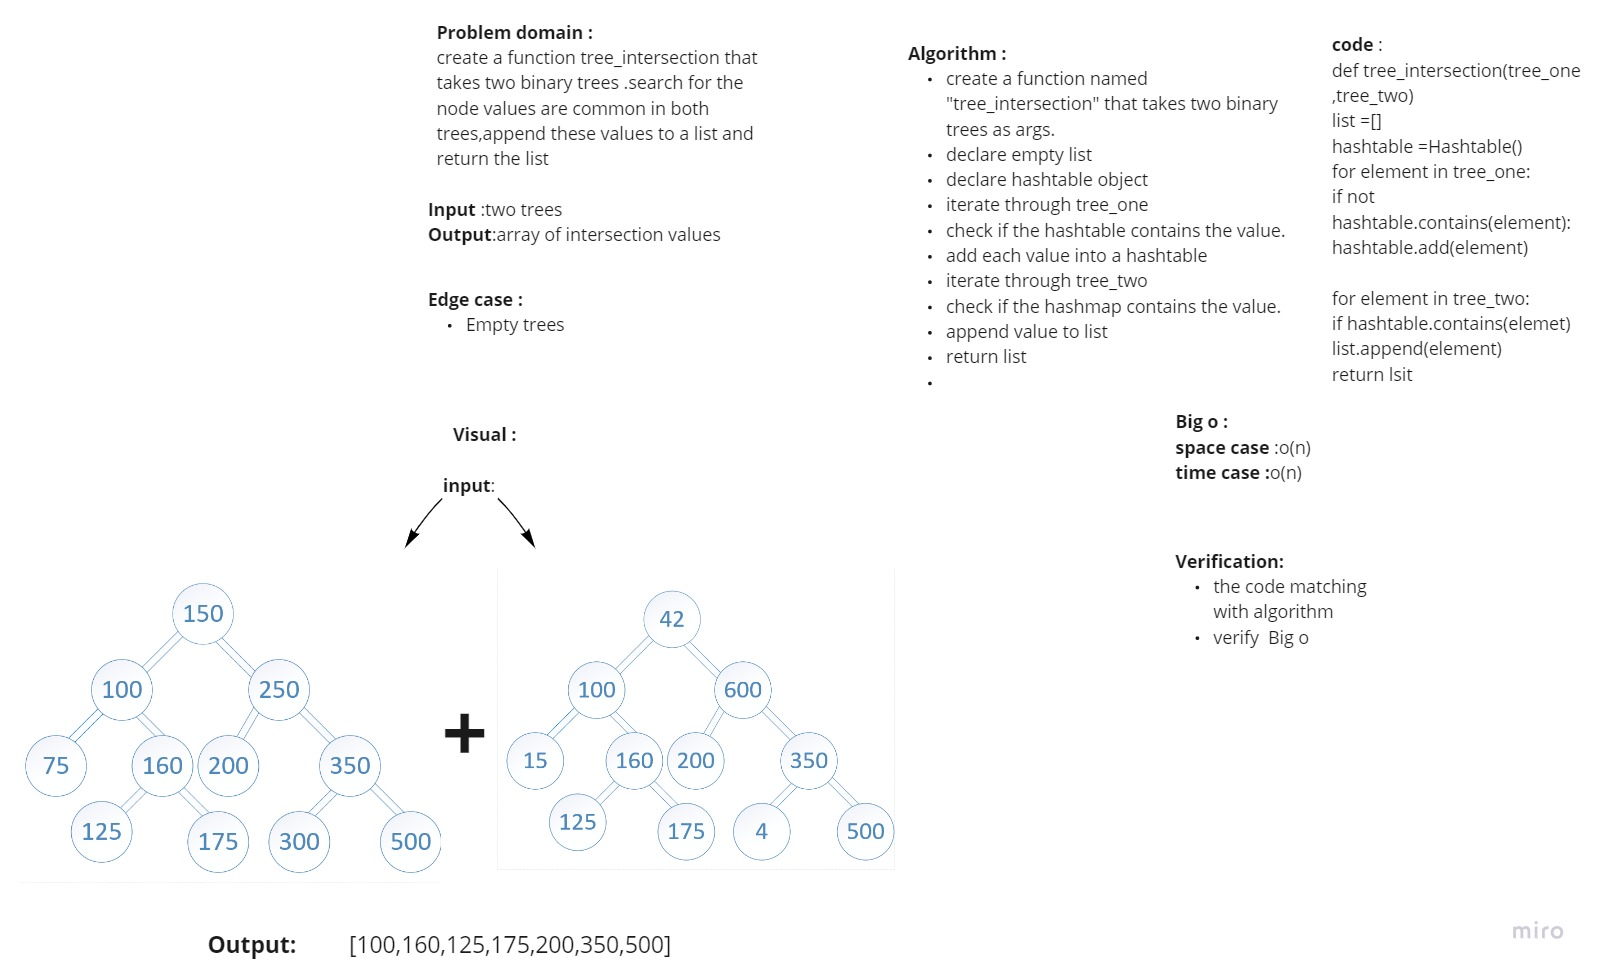 Problem domain :
create a function tree_intersection that
takes two binary trees .search for the
node values are common in both
trees,append these values to a list and
return the list
Input :two trees
Output:array of intersection values
Edge case :
• Empty trees
Algorithm :
• create a function named
"tree_intersection" that takes two binary
trees as args.
• declare empty list
• declare hashtable object
• iterate through tree_one
• check if the hashtable contains the value.
• add each value into a hashtable
• iterate through tree_two
• check if the hashmap contains the value.
• append value to list
• return list
•
code :
def tree_intersection(tree_one
,tree_two)
list =[]
hashtable =Hashtable()
for element in tree_one:
if not
hashtable.contains(element):
hashtable.add(element)
for element in tree_two:
if hashtable.contains(elemet)
list.append(element)
return lsit
Big o :
space case :o(n)
time case :o(n)
Verification:
• the code matching
with algorithm
• verify Big o
Visual :
input:
150
100 250
75 160 200 350
125 175 300 500
+
42
100 600
15 160 200 350
125 175 4 500
Output: [100,160,125,175,200,350,500]
miro